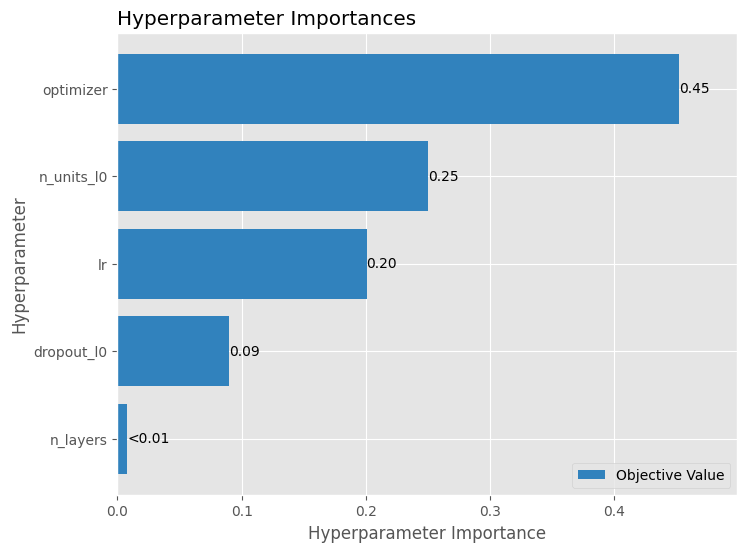 Hyperparameter Importances
optimizer
0.45
n_units_l0
0.25
lr
0.20
dropout_l0
0.09
n_layers
<0.01
Hyperparameter
Objective Value
0.0 0.1 0.2 0.3 0.4
Hyperparameter Importance